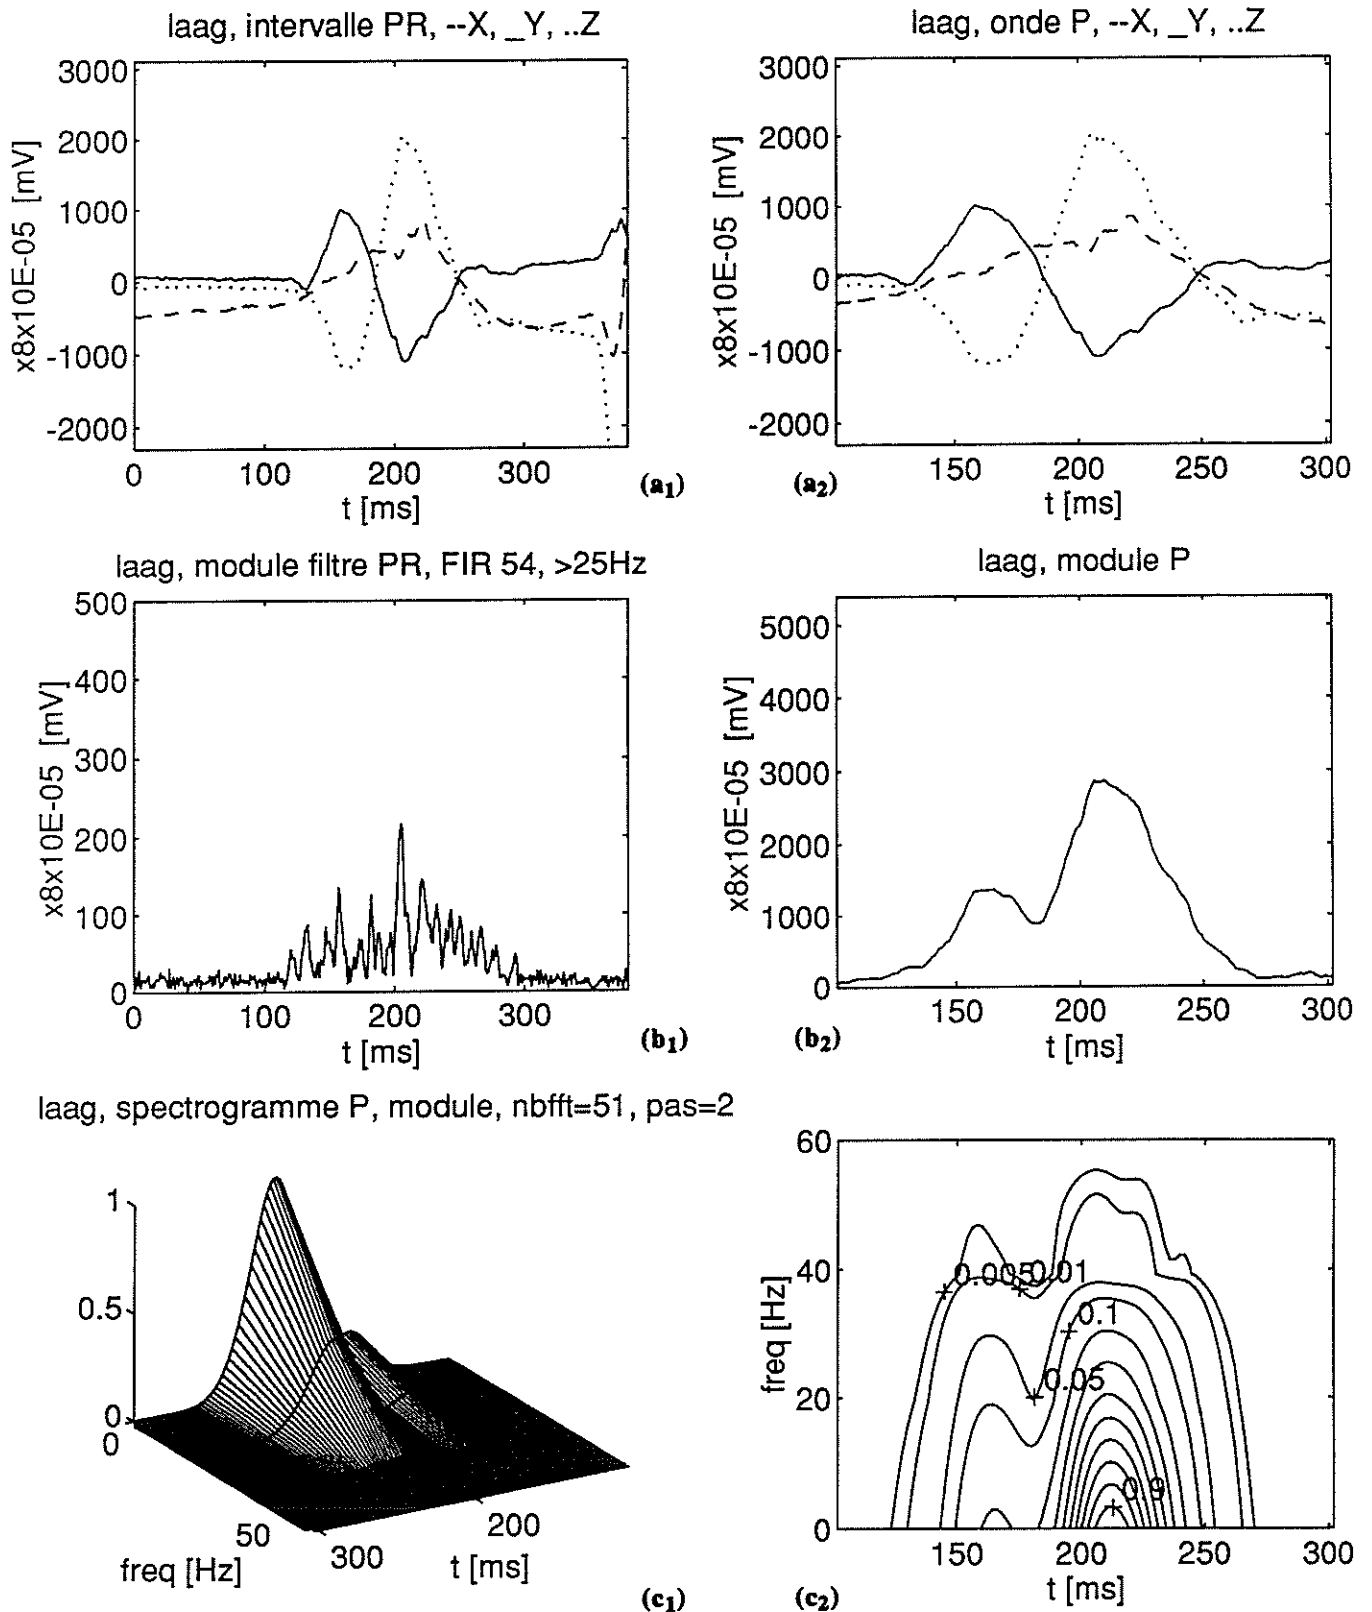 laag, intervalle PR, --X, _Y, ..Z
3000
2000
1000
0
-1000
-2000
x8x10E-05 [mV]
0 100 200 300
t [ms]
(a1)
laag, onde P, --X, _Y, ..Z
3000
2000
1000
0
-1000
-2000
x8x10E-05 [mV]
150 200 250 300
t [ms]
(a2)
laag, module filtre PR, FIR 54, >25Hz
500
400
300
200
100
0
x8x10E-05 [mV]
0 100 200 300
t [ms]
(b1)
laag, module P
5000
4000
3000
2000
1000
0
x8x10E-05 [mV]
150 200 250 300
t [ms]
(b2)
laag, spectrogramme P, module, nbfft=51, pas=2
1
0.5
0
0
50
freq [Hz]
300
200
t [ms]
(c1)
60
40
20
0
freq [Hz]
0.005
0.01
0.1
0.05
0.9
150 200 250 300
t [ms]
(c2)